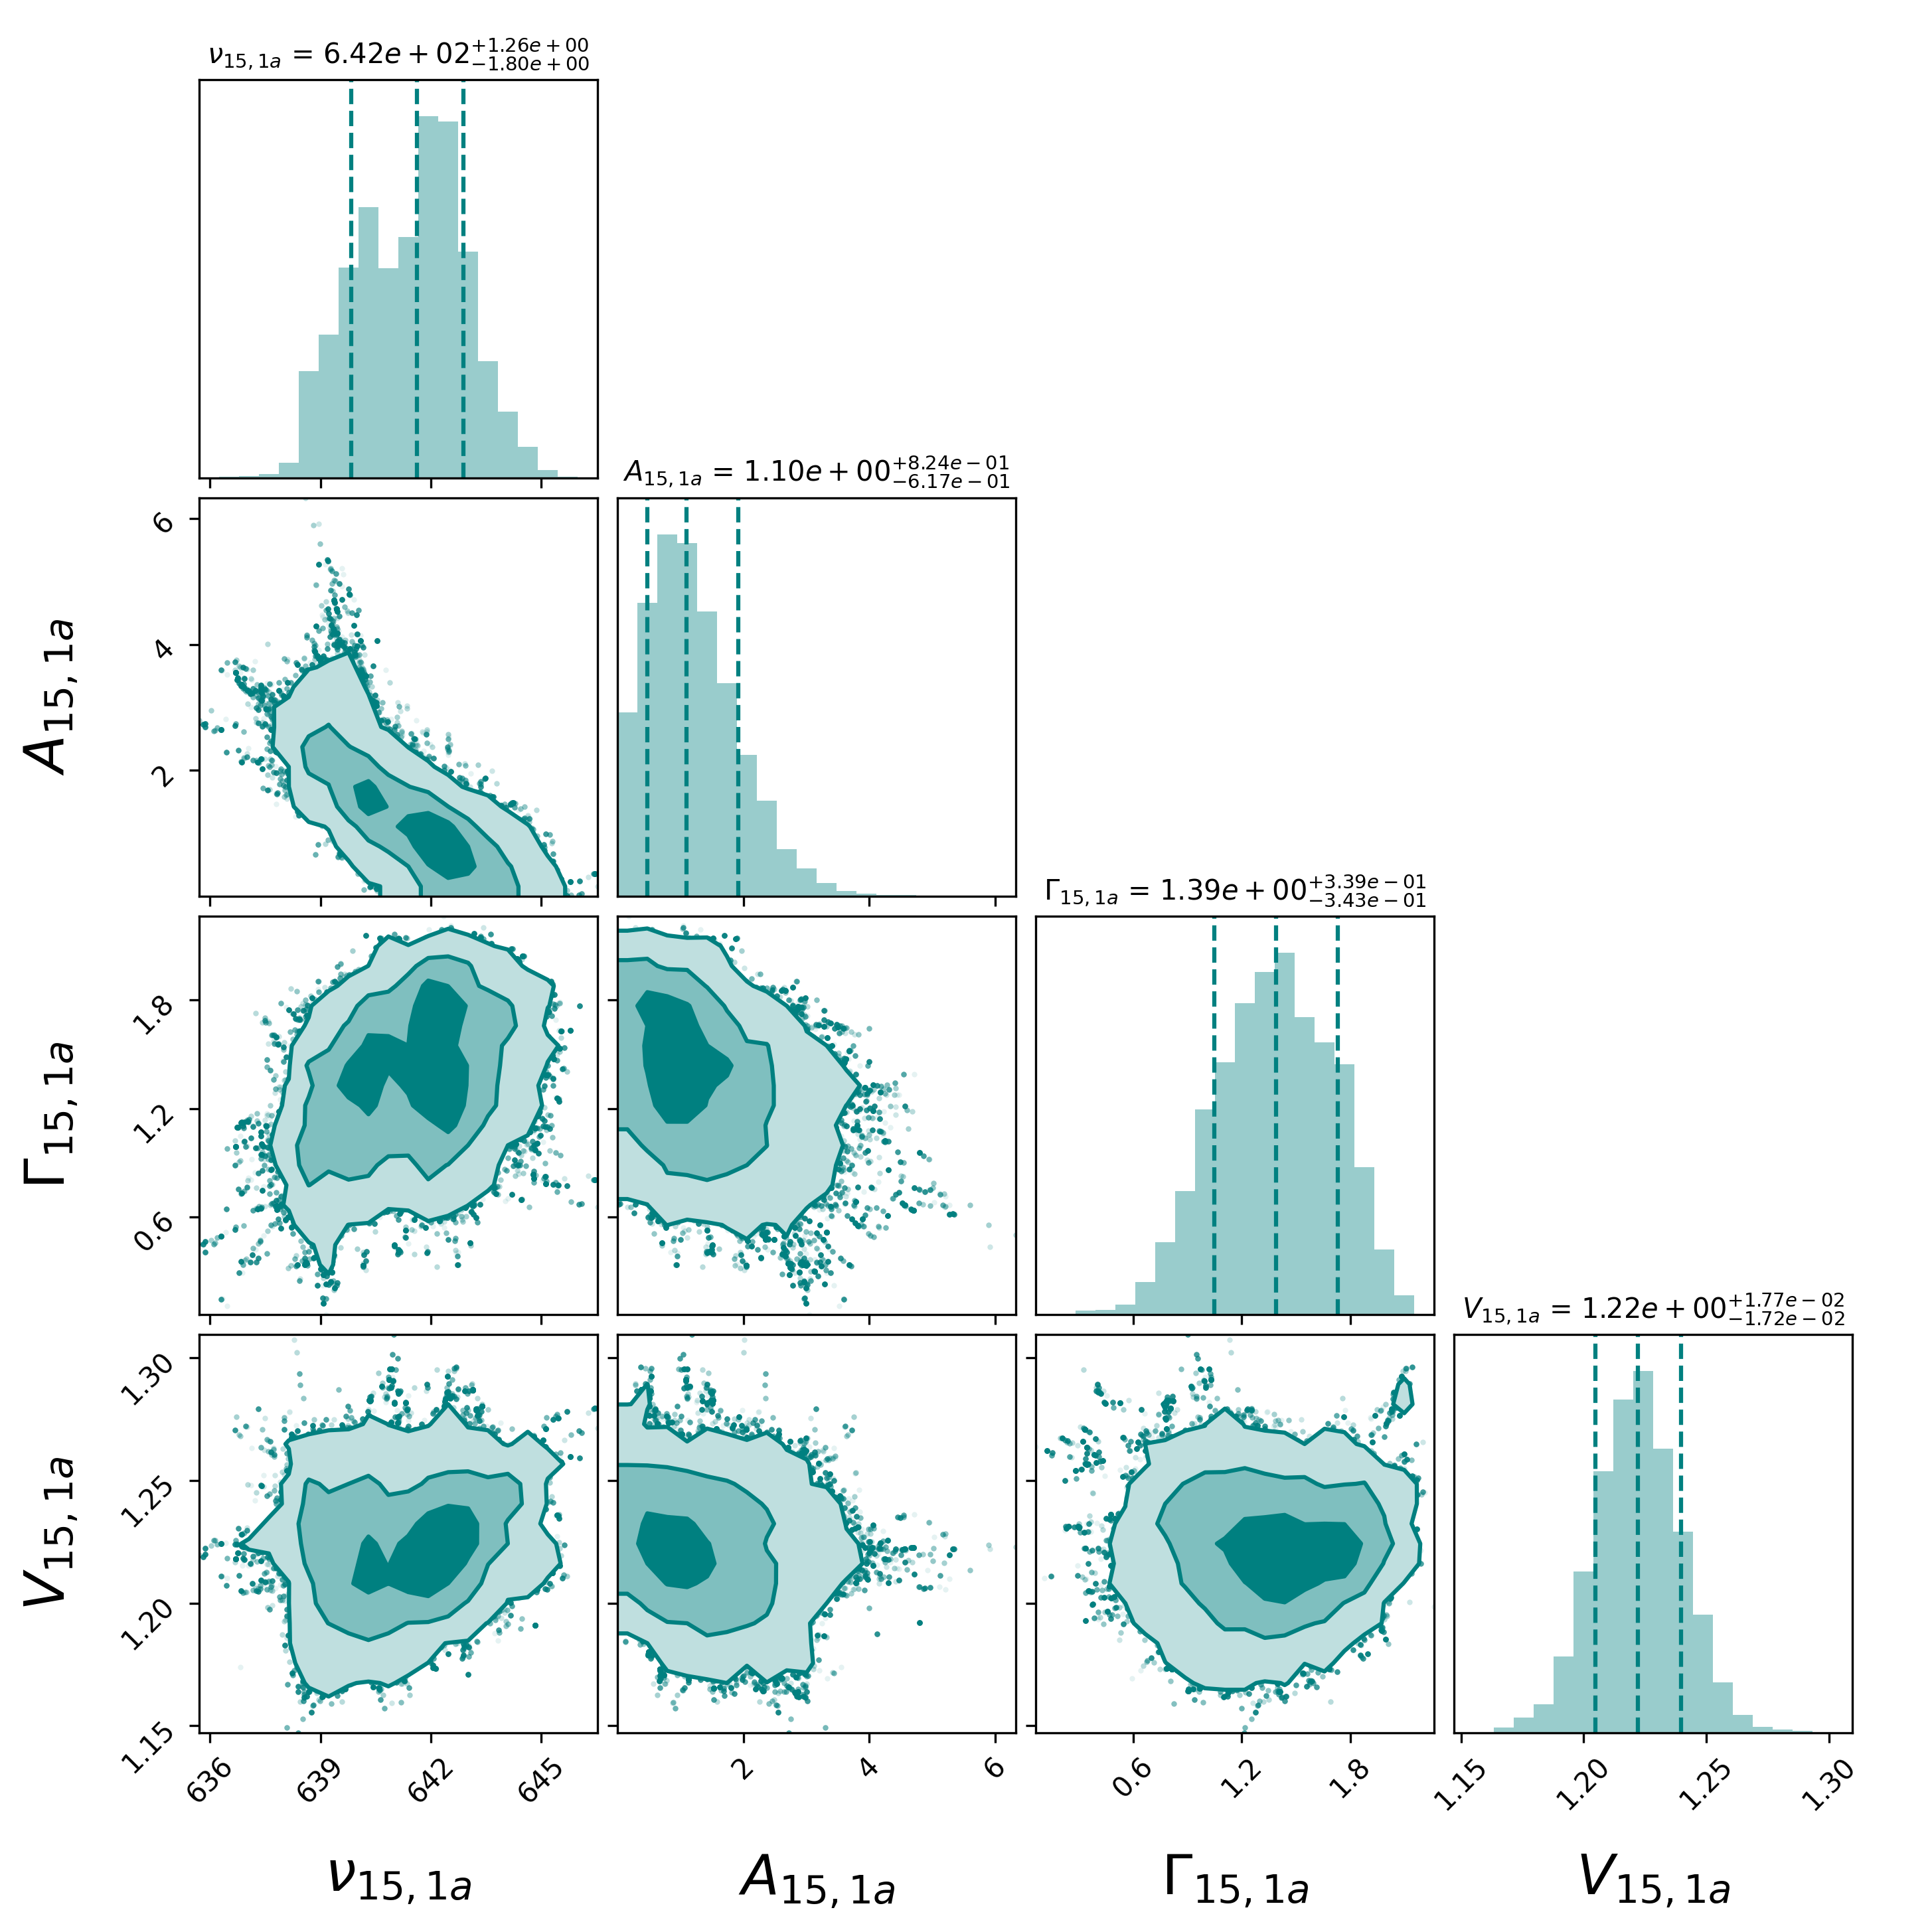 ν15,1a = 6.42e + 02 +1.26e+00 −1.80e+00
A15,1a = 1.10e + 00 +8.24e−01 −6.17e−01
6
4
2
A15,1a
Γ15,1a = 1.39e + 00 +3.39e−01 −3.43e−01
1.8
1.2
0.6
Γ15,1a
V15,1a = 1.22e + 00 +1.77e−02 −1.72e−02
1.30
1.25
1.20
1.15
V15,1a
636 639 642 645 2 4 6 0.6 1.2 1.8 1.15 1.20 1.25 1.30
ν15,1a A15,1a Γ15,1a V15,1a